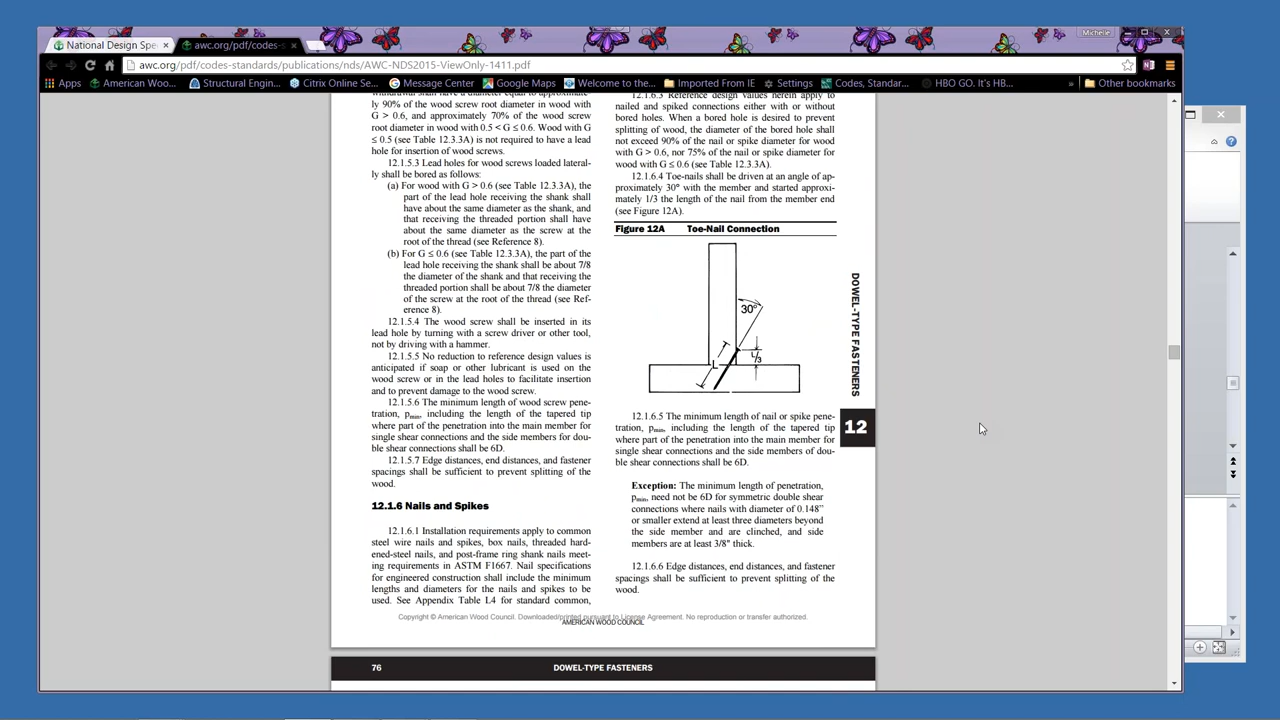 Michelle
National Design Spe
awc.org/pdf/codes-s
awc.org/pdf/codes-standards/publications/nds/AWC-NDS2015-ViewOnly-1411.pdf
Apps
American Woo...
Structural Engin...
Citrix Online Se...
Message Center
Google Maps
Welcome to the...
Imported From IE
Settings
Codes, Standar...
HBO GO. It's HB...
»
Other bookmarks
ly 90% of the wood screw root diameter in wood with
G > 0.6, and approximately 70% of the wood screw
root diameter in wood with 0.5 < G ≤ 0.6. Wood with G
≤ 0.5 (see Table 12.3.3A) is not required to have a lead
hole for insertion of wood screws.
12.1.5.3 Lead holes for wood screws loaded lateral-
ly shall be bored as follows:
(a) For wood with G > 0.6 (see Table 12.3.3A), the
part of the lead hole receiving the shank shall
have about the same diameter as the shank, and
that receiving the threaded portion shall have
about the same diameter as the screw at the
root of the thread (see Reference 8).
(b) For G ≤ 0.6 (see Table 12.3.3A), the part of the
lead hole receiving the shank shall be about 7/8
the diameter of the shank and that receiving the
threaded portion shall be about 7/8 the diameter
of the screw at the root of the thread (see Ref-
erence 8).
12.1.5.4 The wood screw shall be inserted in its
lead hole by turning with a screw driver or other tool,
not by driving with a hammer.
12.1.5.5 No reduction to reference design values is
anticipated if soap or other lubricant is used on the
wood screw or in the lead holes to facilitate insertion
and to prevent damage to the wood screw.
12.1.5.6 The minimum length of wood screw pene-
tration, pmin, including the length of the tapered tip
where part of the penetration into the main member for
single shear connections and the side members for dou-
ble shear connections shall be 6D.
12.1.5.7 Edge distances, end distances, and fastener
spacings shall be sufficient to prevent splitting of the
wood.
12.1.6 Nails and Spikes
12.1.6.1 Installation requirements apply to common
steel wire nails and spikes, box nails, threaded hard-
ened-steel nails, and post-frame ring shank nails meet-
ing requirements in ASTM F1667. Nail specifications
for engineered construction shall include the minimum
lengths and diameters for the nails and spikes to be
used. See Appendix Table L4 for standard common,
12.1.6.3 Reference design values herein apply to
nailed and spiked connections either with or without
bored holes. When a bored hole is desired to prevent
splitting of wood, the diameter of the bored hole shall
not exceed 90% of the nail or spike diameter for wood
with G > 0.6, nor 75% of the nail or spike diameter for
wood with G ≤ 0.6 (see Table 12.3.3A).
12.1.6.4 Toe-nails shall be driven at an angle of ap-
proximately 30° with the member and started approxi-
mately 1/3 the length of the nail from the member end
(see Figure 12A).
Figure 12A Toe-Nail Connection
30°
L/3
L
12.1.6.5 The minimum length of nail or spike pene-
tration, pmin, including the length of the tapered tip
where part of the penetration into the main member for
single shear connections and the side members of dou-
ble shear connections shall be 6D.
Exception: The minimum length of penetration,
pmin, need not be 6D for symmetric double shear
connections where nails with diameter of 0.148"
or smaller extend at least three diameters beyond
the side member and are clinched, and side
members are at least 3/8" thick.
12.1.6.6 Edge distances, end distances, and fastener
spacings shall be sufficient to prevent splitting of the
wood.
DOWEL-TYPE FASTENERS
12
Copyright © American Wood Council. Downloaded/printed pursuant to License Agreement. No reproduction or transfer authorized.
AMERICAN WOOD COUNCIL
76 DOWEL-TYPE FASTENERS